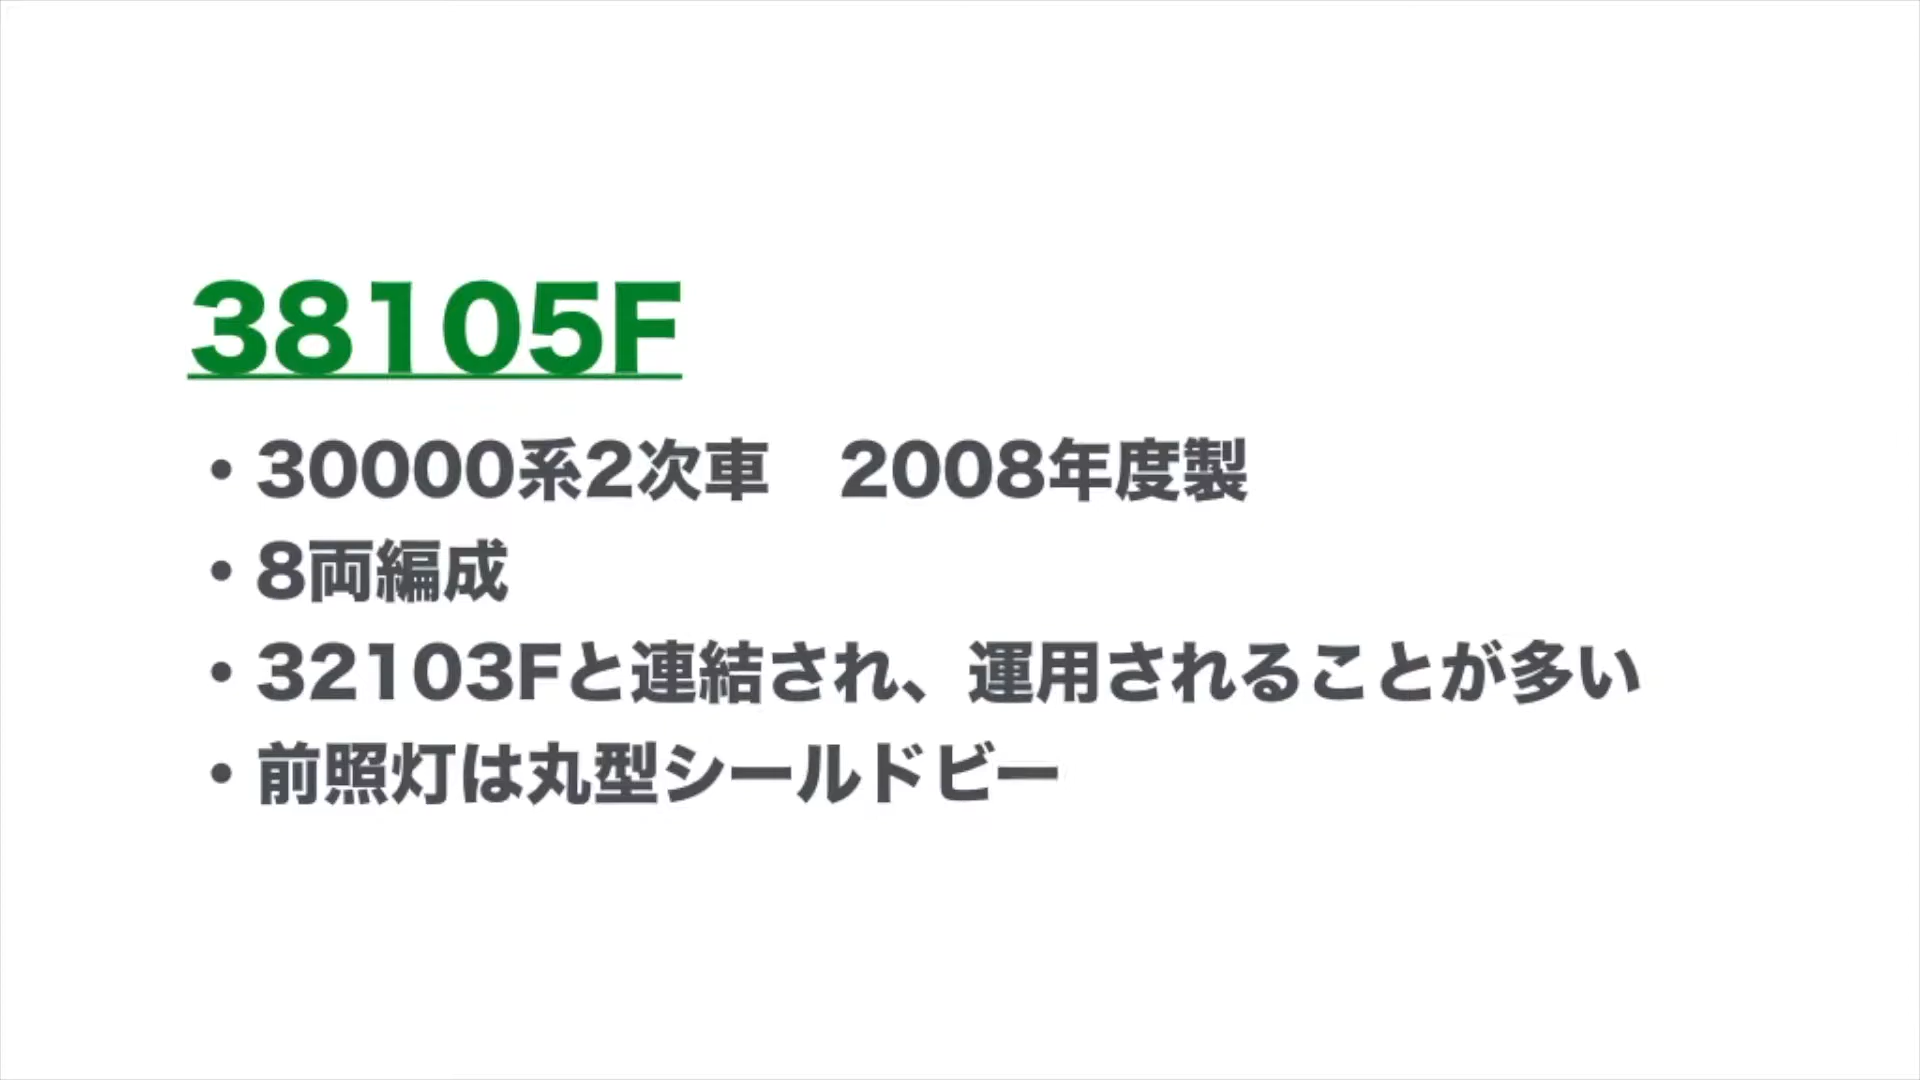 38105F
・30000系2次車　2008年度製
・8両編成
・32103Fと連結され、運用されることが多い
・前照灯は丸型シールドビー